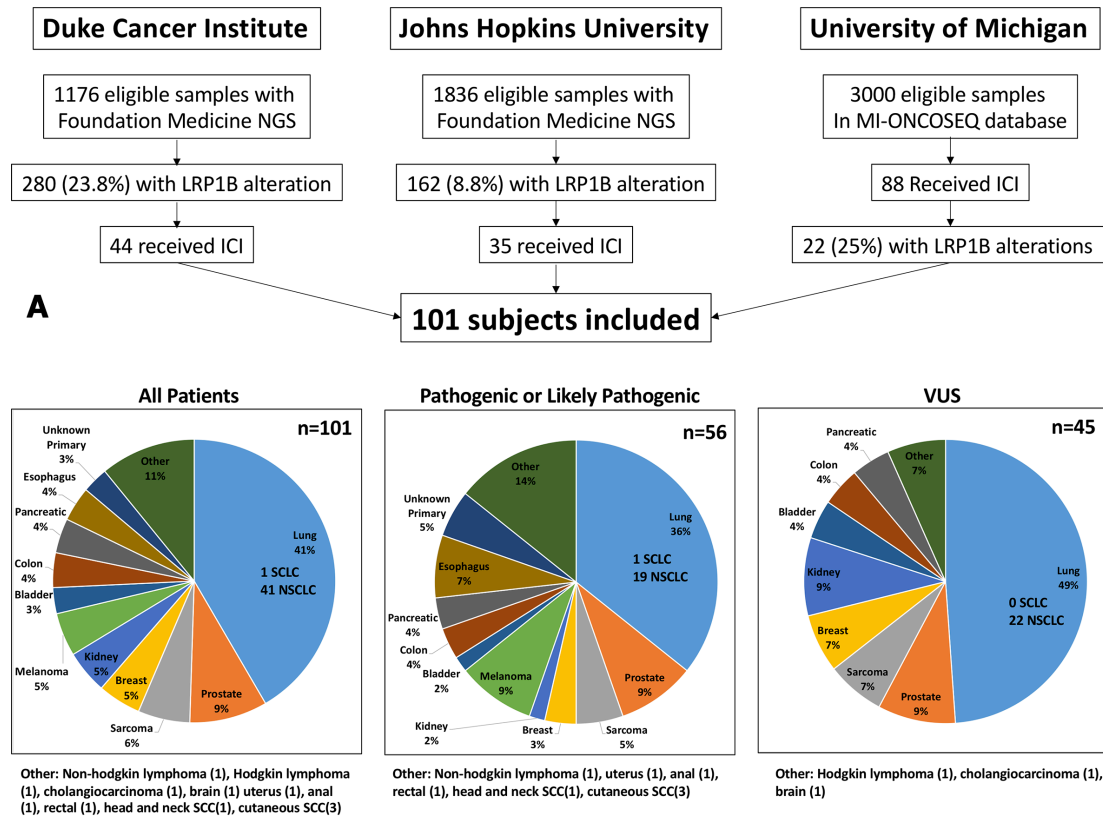 Duke Cancer Institute
Johns Hopkins University
University of Michigan
1176 eligible samples with
Foundation Medicine NGS
1836 eligible samples with
Foundation Medicine NGS
3000 eligible samples
In MI-ONCOSEQ database
280 (23.8%) with LRP1B alteration
162 (8.8%) with LRP1B alteration
88 Received ICI
44 received ICI
35 received ICI
22 (25%) with LRP1B alterations
A
101 subjects included
All Patients
n=101
Unknown
Primary
3%
Other
11%
Esophagus
4%
Pancreatic
4%
Colon
4%
Bladder
3%
Melanoma
5%
Kidney
5%
Breast
5%
Sarcoma
6%
Prostate
9%
Lung
41%
1 SCLC
41 NSCLC
Other: Non-hodgkin lymphoma (1), Hodgkin lymphoma
(1), cholangiocarcinoma (1), brain (1) uterus (1), anal
(1), rectal (1), head and neck SCC(1), cutaneous SCC(3)
Pathogenic or Likely Pathogenic
n=56
Other
14%
Unknown
Primary
5%
Esophagus
7%
Pancreatic
4%
Colon
4%
Bladder
2%
Melanoma
9%
Kidney
2%
Breast
3%
Sarcoma
5%
Prostate
9%
Lung
36%
1 SCLC
19 NSCLC
Other: Non-hodgkin lymphoma (1), uterus (1), anal (1),
rectal (1), head and neck SCC(1), cutaneous SCC(3)
VUS
n=45
Pancreatic
4%
Other
7%
Colon
4%
Bladder
4%
Kidney
9%
Breast
7%
Sarcoma
7%
Prostate
9%
Lung
49%
0 SCLC
22 NSCLC
Other: Hodgkin lymphoma (1), cholangiocarcinoma (1),
brain (1)